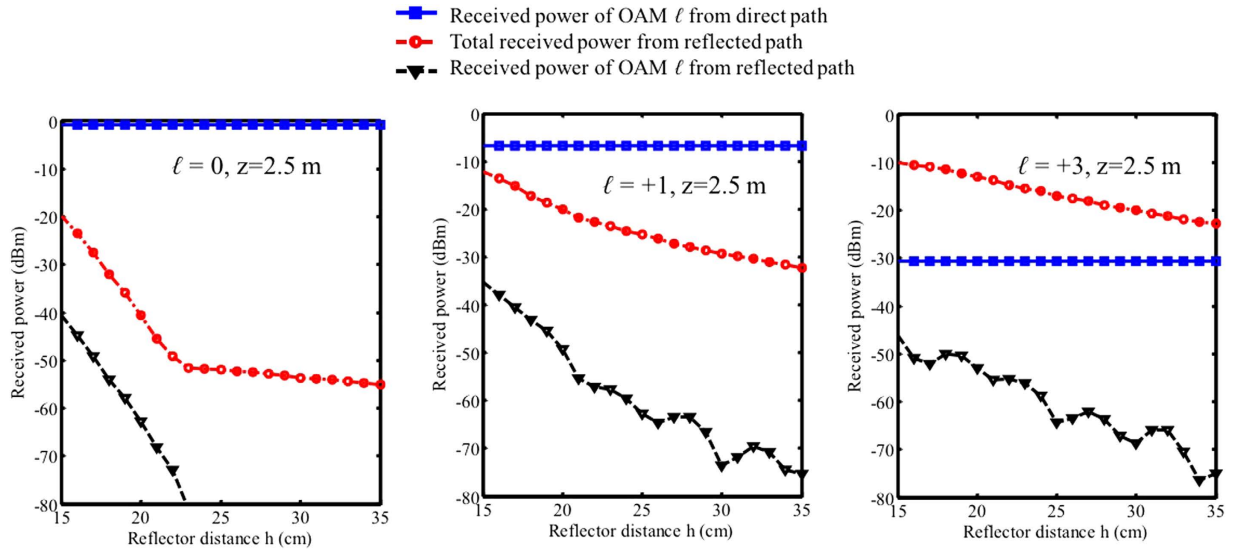 Received power of OAM ℓ from direct path
Total received power from reflected path
Received power of OAM ℓ from reflected path
Received power (dBm)
0
-10
-20
-30
-40
-50
-60
-70
-80
ℓ = 0, z=2.5 m
15 20 25 30 35
Reflector distance h (cm)
Received power (dBm)
0
-10
-20
-30
-40
-50
-60
-70
-80
ℓ = +1, z=2.5 m
15 20 25 30 35
Reflector distance h (cm)
Received power (dBm)
0
-10
-20
-30
-40
-50
-60
-70
-80
ℓ = +3, z=2.5 m
15 20 25 30 35
Reflector distance h (cm)